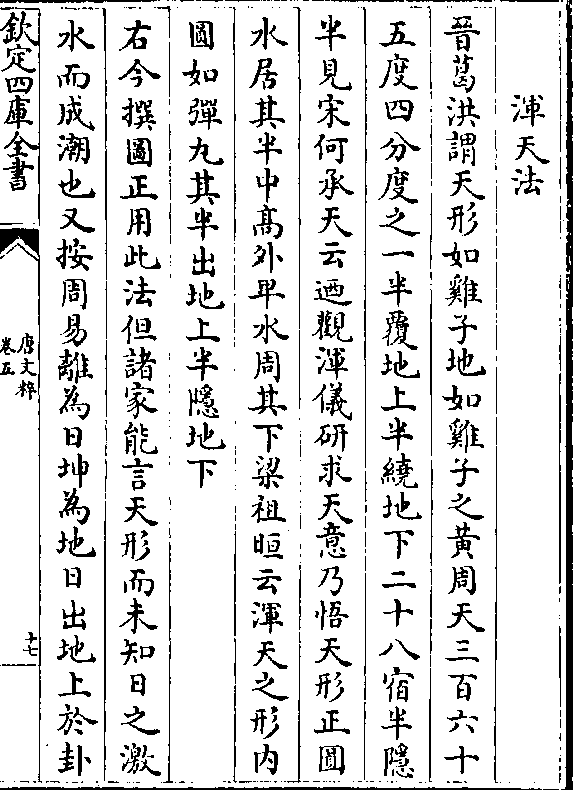 渾天法
晉葛洪謂天形如雞子地如雞子之黄周天三百六十
五度四分度之一半覆地上半繞地下二十八宿半隱
半見宋何承天云迺觀渾儀研求天意乃悟天形正圓
水居其半中髙外卑水周其下梁祖暅云渾天之形内
圓如彈丸其半出地上半隱地下
右今撰圖正用此法但諸家能言天形而未知日之激
水而成潮也又按周易離為日坤為地日出地上於卦
欽定四庫全書
唐文粹
卷五
十七